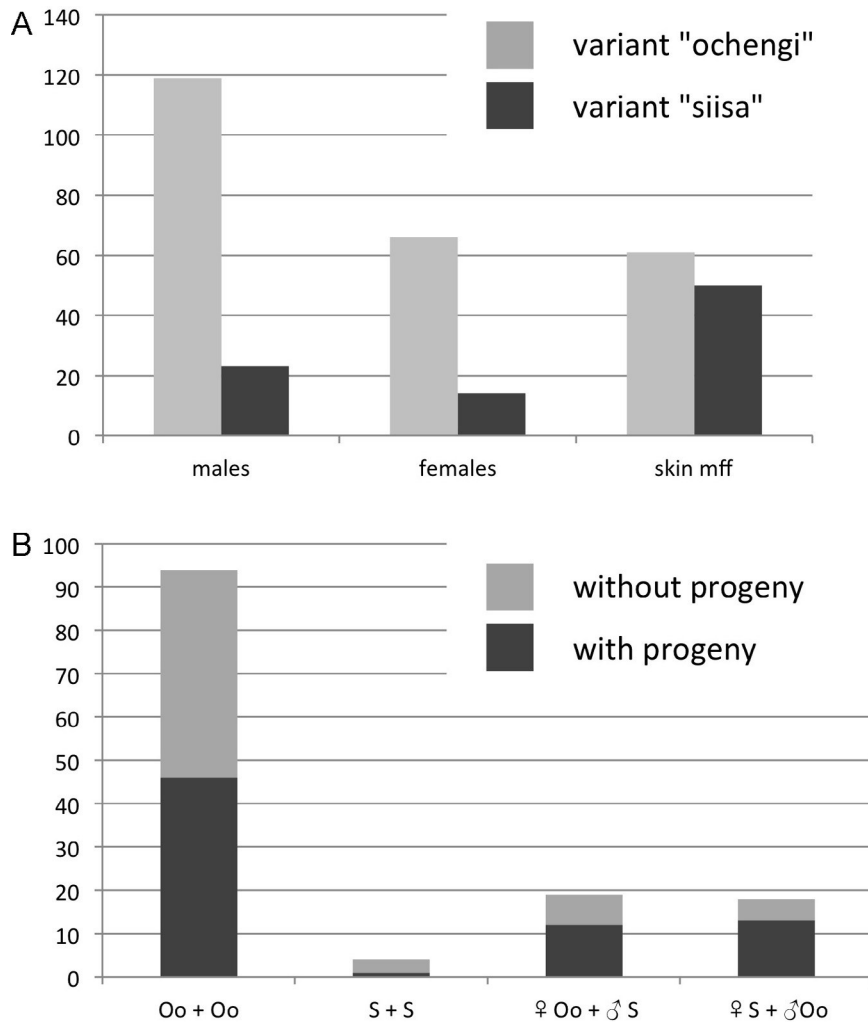 A
140
120
100
80
60
40
20
0
variant "ochengi"
variant "siisa"
males females skin mff
B
100
90
80
70
60
50
40
30
20
10
0
without progeny
with progeny
Oo + Oo S + S ♀ Oo + ♂ S ♀ S + ♂Oo